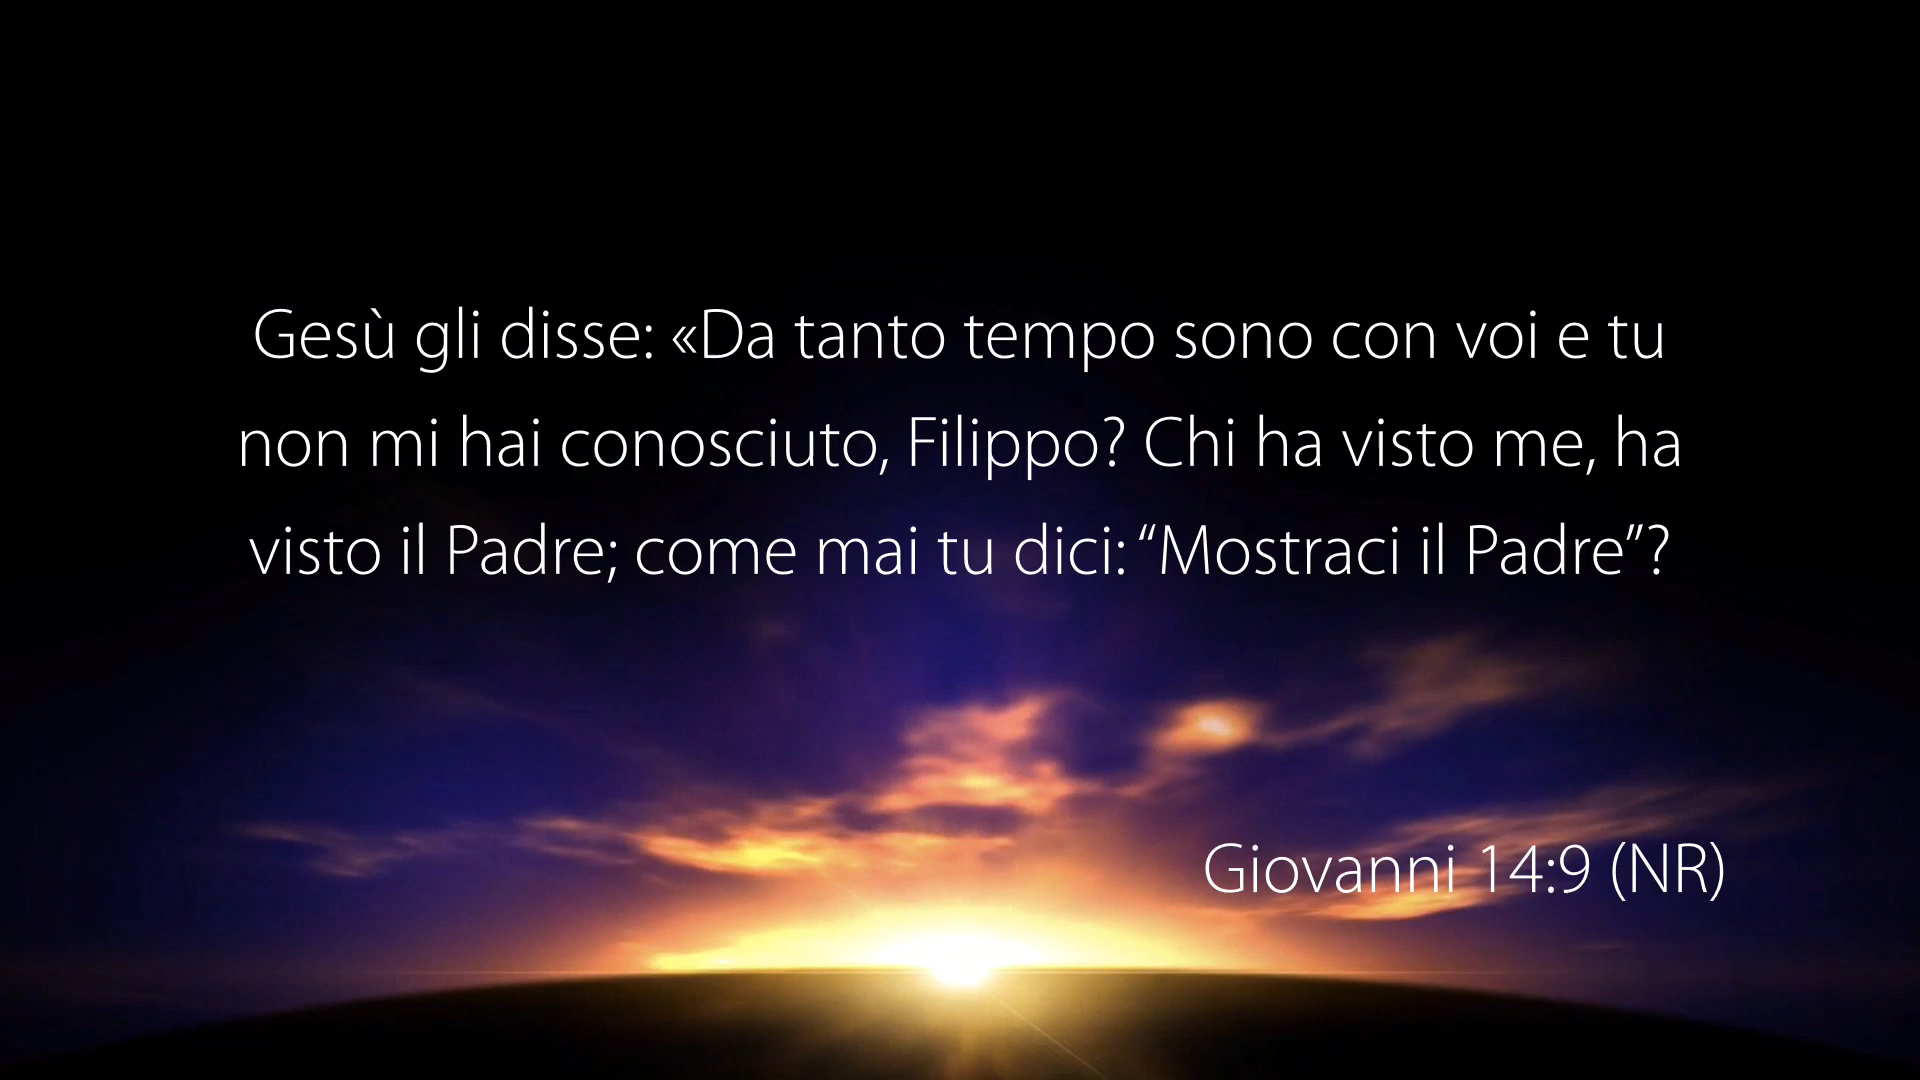 Gesù gli disse: «Da tanto tempo sono con voi e tu
non mi hai conosciuto, Filippo? Chi ha visto me, ha
visto il Padre; come mai tu dici: “Mostraci il Padre”?
Giovanni 14:9 (NR)